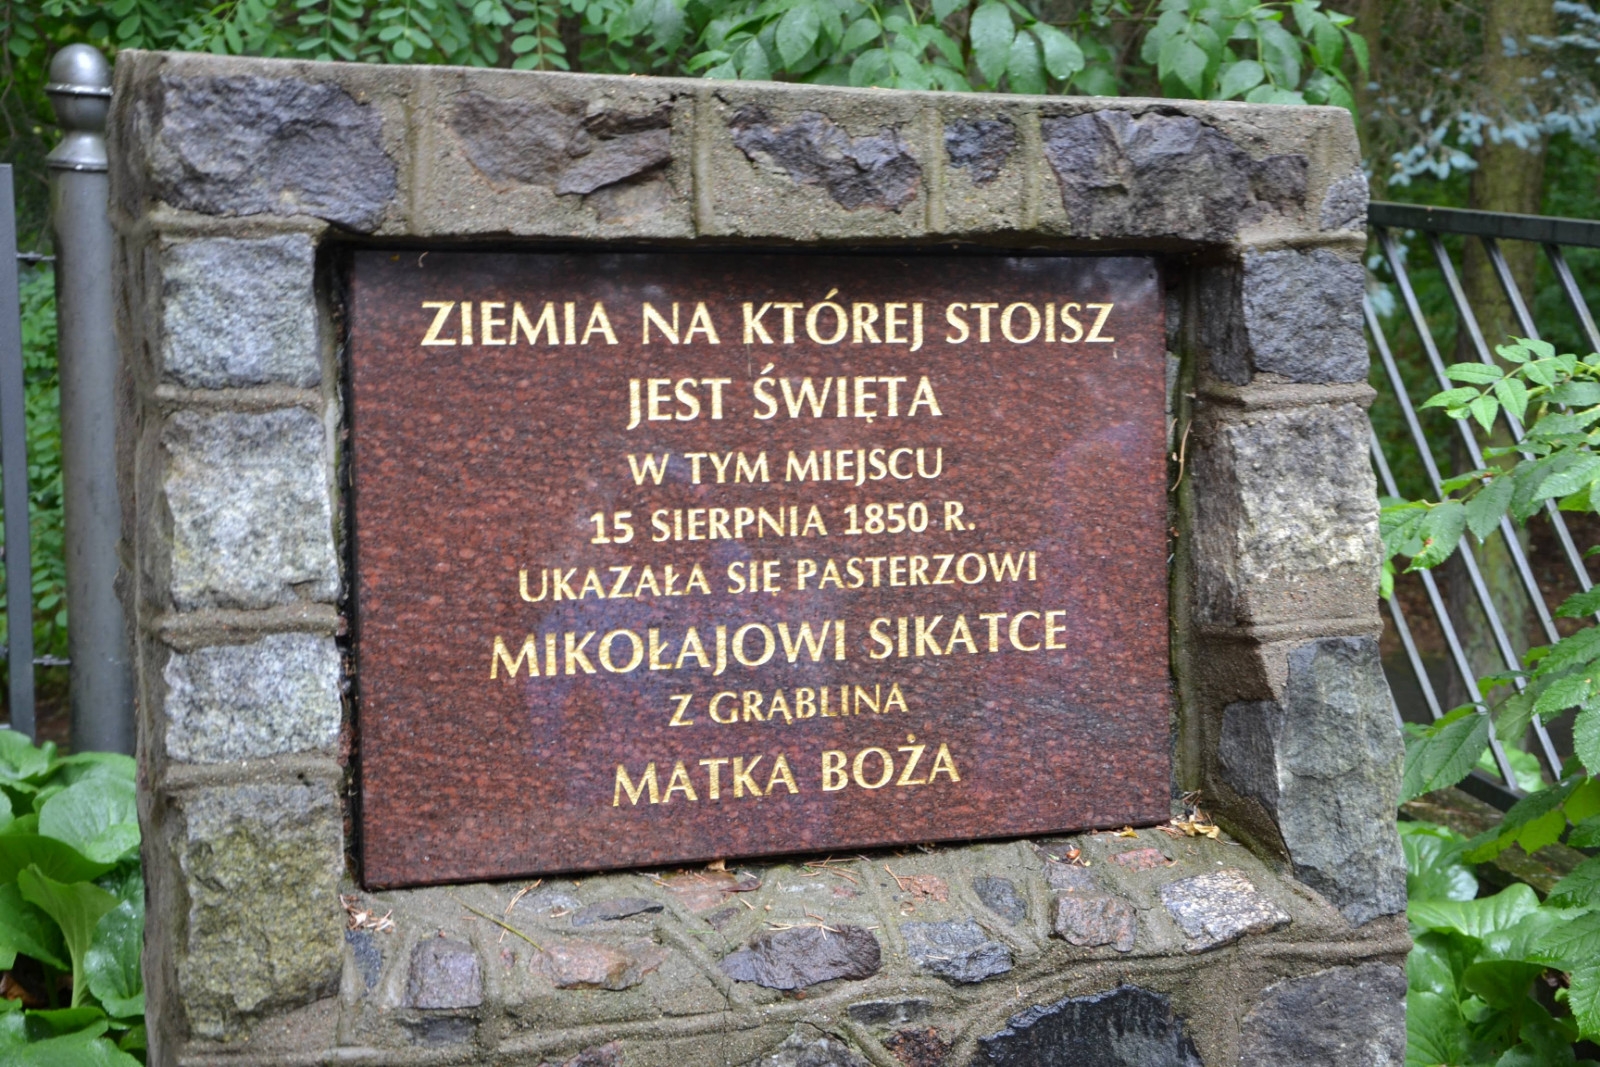 ZIEMIA NA KTÓREJ STOISZ
JEST ŚWIĘTA
W TYM MIEJSCU
15 SIERPNIA 1850 R.
UKAZAŁA SIĘ PASTERZOWI
MIKOŁAJOWI SIKATCE
Z GRĄBLINA
MATKA BOŻA